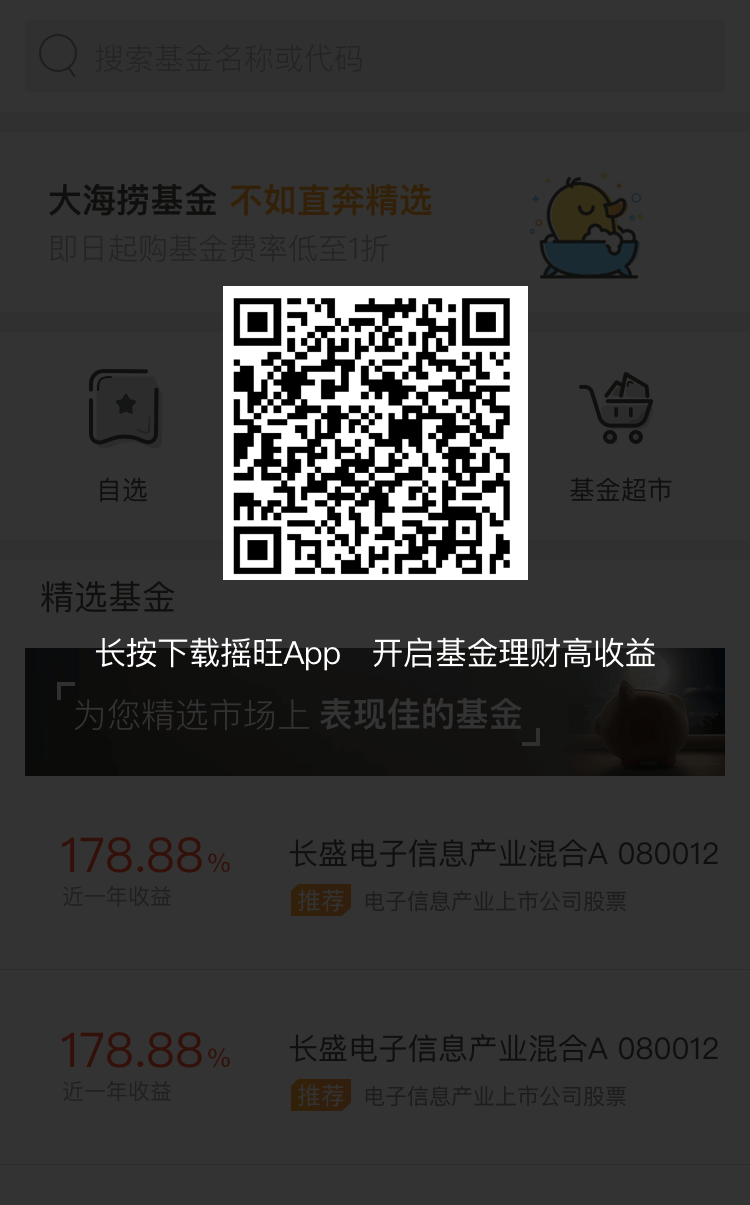 搜索基金名称或代码
大海捞基金 不如直奔精选
即日起购基金费率低至1折
自选
基金超市
精选基金
长按下载摇旺App 开启基金理财高收益
为您精选市场上 表现佳的基金
178.88%
长盛电子信息产业混合A 080012
近一年收益
推荐 电子信息产业上市公司股票
178.88%
长盛电子信息产业混合A 080012
近一年收益
推荐 电子信息产业上市公司股票